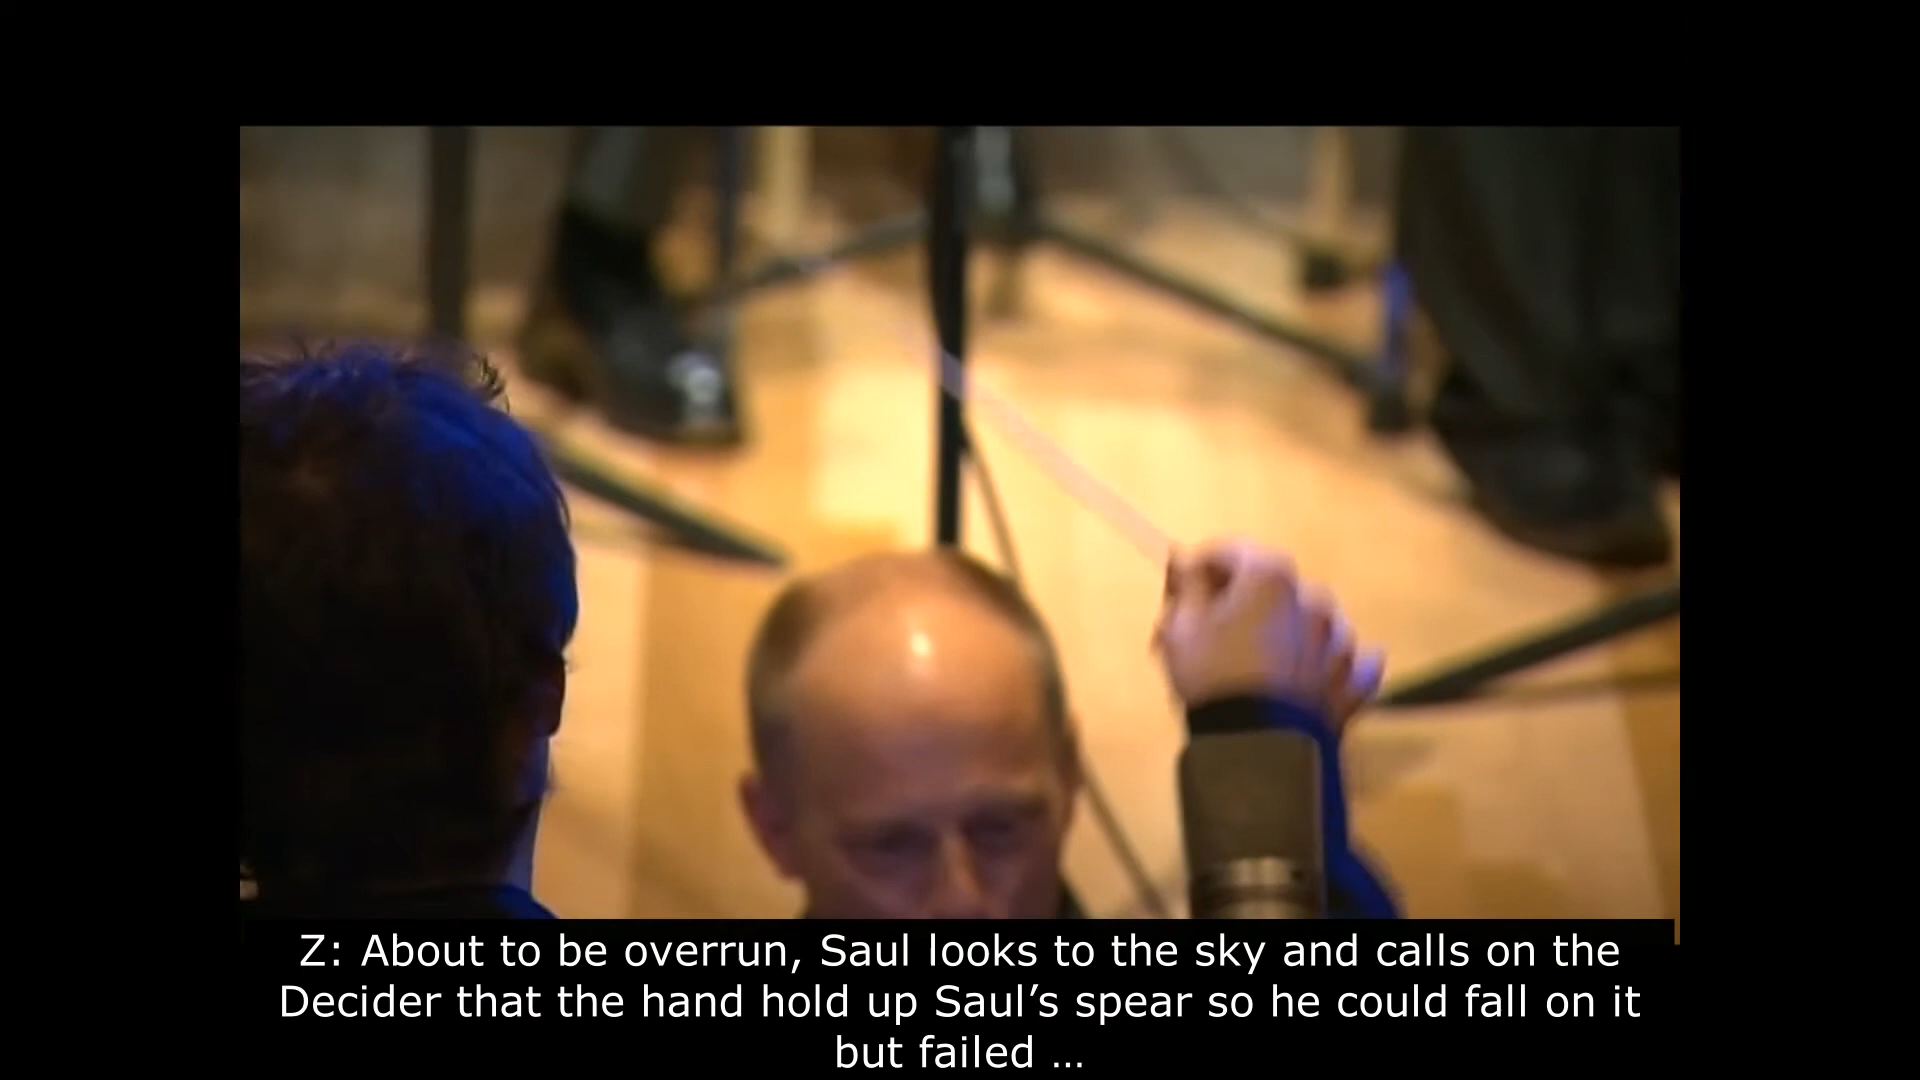 Z: About to be overrun, Saul looks to the sky and calls on the
Decider that the hand hold up Saul’s spear so he could fall on it
but failed …